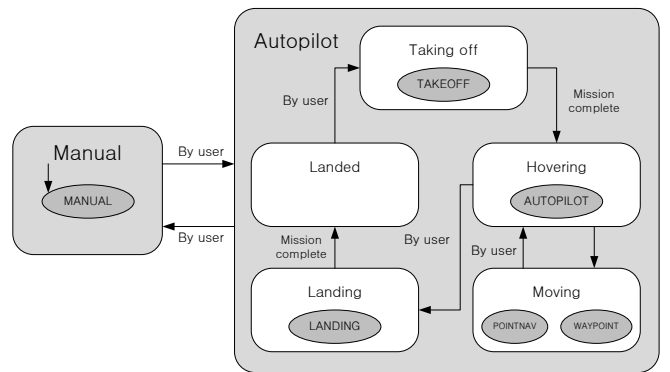 Autopilot
Taking off
TAKEOFF
By user
Mission
complete
Manual
MANUAL
By user
By user
Landed
Hovering
AUTOPILOT
Mission
complete
By user
By user
Landing
LANDING
Moving
POINTNAV
WAYPOINT